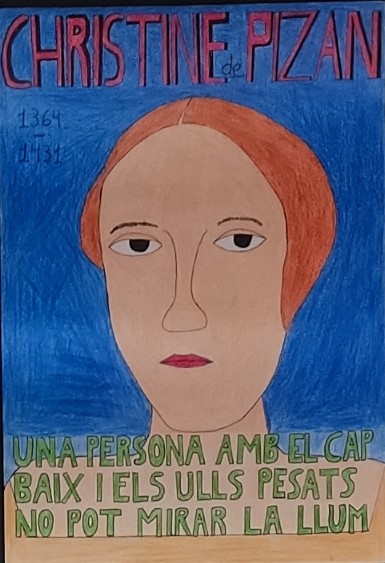 CHRISTINE de PIZAN
1364
-
1431
UNA PERSONA AMB EL CAP
BAIX I ELS ULLS PESATS
NO POT MIRAR LA LLUM